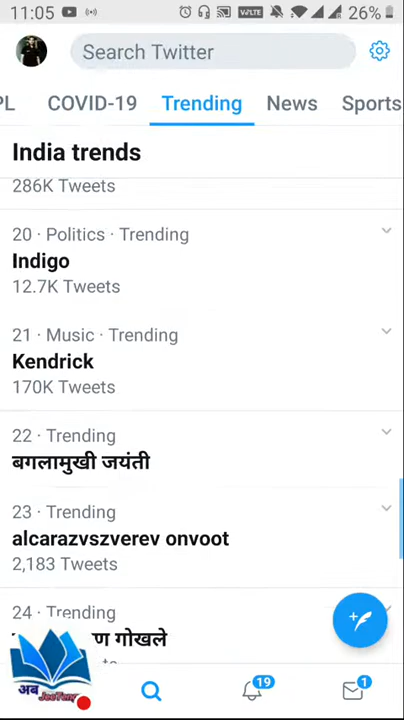 11:05
VoLTE
26%
Search Twitter
PL COVID-19 Trending News Sports
India trends
286K Tweets
20 · Politics · Trending
Indigo
12.7K Tweets
21 · Music · Trending
Kendrick
170K Tweets
22 · Trending
बगलामुखी जयंती
23 · Trending
alcarazvszverev onvoot
2,183 Tweets
24 · Trending
गोखले
अब
19
1